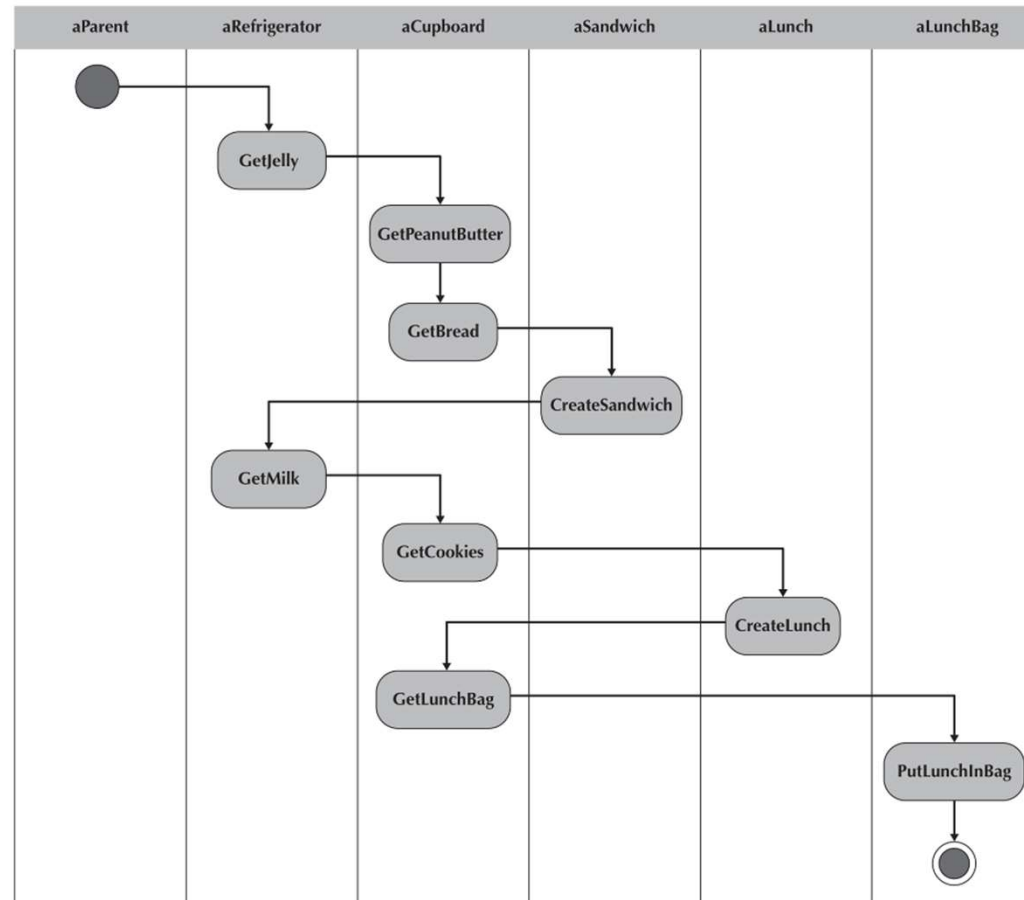 aParent aRefrigerator aCupboard aSandwich aLunch aLunchBag
GetJelly
GetPeanutButter
GetBread
CreateSandwich
GetMilk
GetCookies
CreateLunch
GetLunchBag
PutLunchInBag